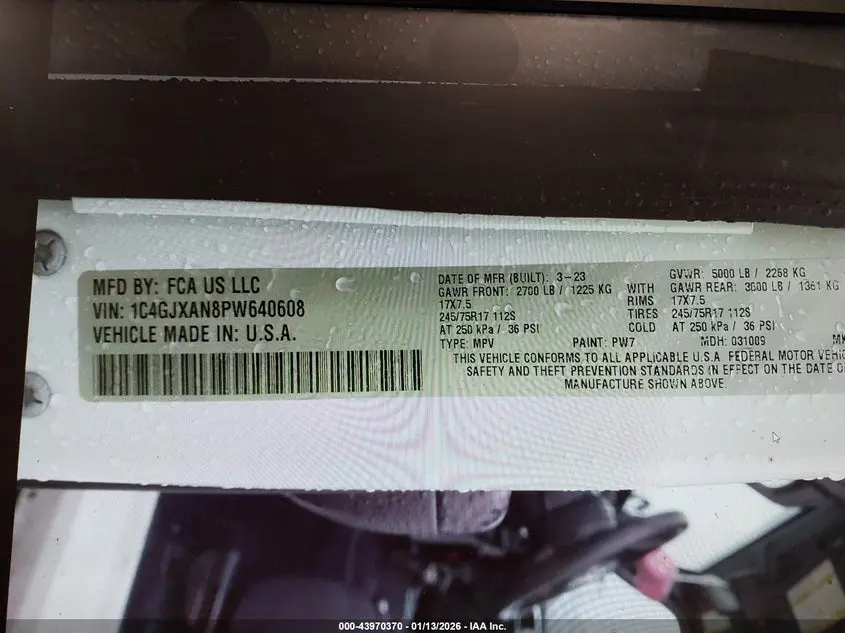 MFD BY: FCA US LLC
VIN: 1C4GJXAN8PW640608
VEHICLE MADE IN: U.S.A.
DATE OF MFR (BUILT): 3-23
GVWR: 5000 LB / 2268 KG
GAWR FRONT: 2700 LB / 1225 KG WITH GAWR REAR: 3000 LB / 1361 KG
17X7.5 RIMS 17X7.5
245/75R17 112S TIRES 245/75R17 112S
AT 250 kPa / 36 PSI COLD AT 250 kPa / 36 PSI
TYPE: MPV PAINT: PW7 MDH: 031009
THIS VEHICLE CONFORMS TO ALL APPLICABLE U.S.A. FEDERAL MOTOR VEHIC
SAFETY AND THEFT PREVENTION STANDARDS IN EFFECT ON THE DATE O
MANUFACTURE SHOWN ABOVE.
000-43970370 - 01/13/2026 - IAA Inc.